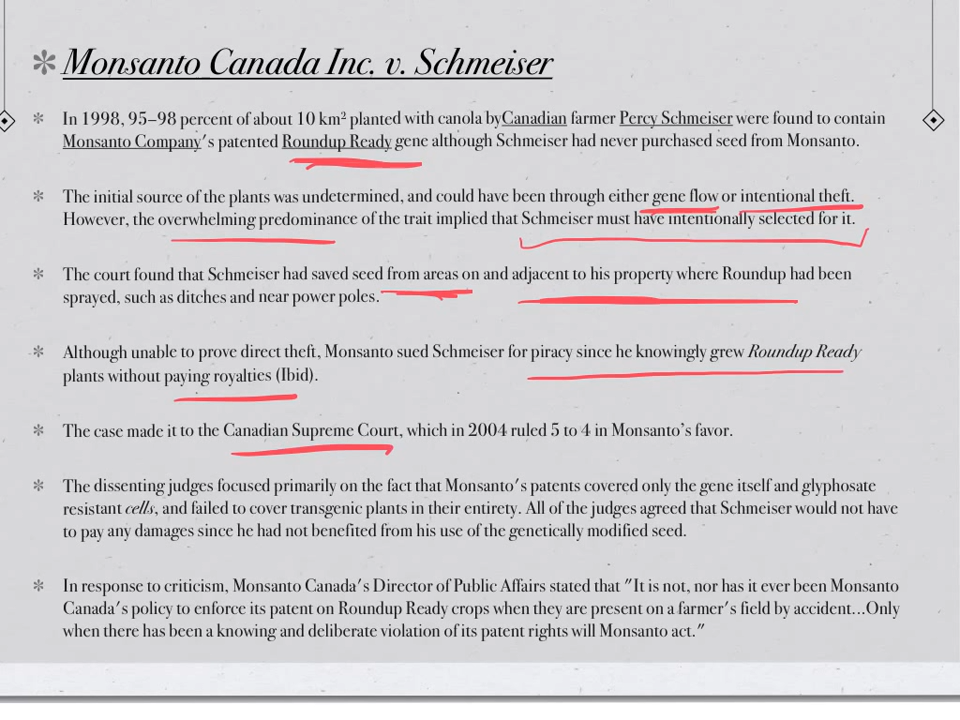 * Monsanto Canada Inc. v. Schmeiser
* In 1998, 95–98 percent of about 10 km² planted with canola byCanadian farmer Percy Schmeiser were found to contain
Monsanto Company's patented Roundup Ready gene although Schmeiser had never purchased seed from Monsanto.
* The initial source of the plants was undetermined, and could have been through either gene flow or intentional theft.
However, the overwhelming predominance of the trait implied that Schmeiser must have intentionally selected for it.
* The court found that Schmeiser had saved seed from areas on and adjacent to his property where Roundup had been
sprayed, such as ditches and near power poles.
* Although unable to prove direct theft, Monsanto sued Schmeiser for piracy since he knowingly grew Roundup Ready
plants without paying royalties (Ibid).
* The case made it to the Canadian Supreme Court, which in 2004 ruled 5 to 4 in Monsanto's favor.
* The dissenting judges focused primarily on the fact that Monsanto's patents covered only the gene itself and glyphosate
resistant cells, and failed to cover transgenic plants in their entirety. All of the judges agreed that Schmeiser would not have
to pay any damages since he had not benefited from his use of the genetically modified seed.
* In response to criticism, Monsanto Canada's Director of Public Affairs stated that "It is not, nor has it ever been Monsanto
Canada's policy to enforce its patent on Roundup Ready crops when they are present on a farmer's field by accident...Only
when there has been a knowing and deliberate violation of its patent rights will Monsanto act."